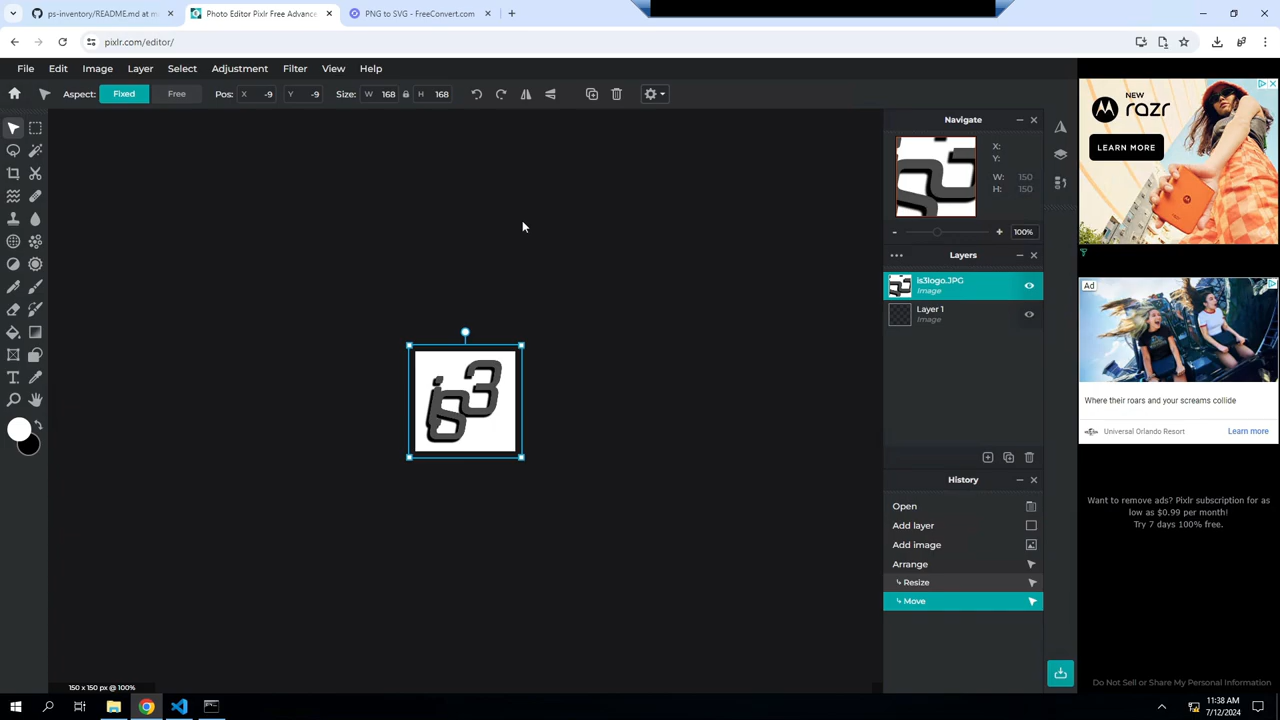 ps-inventory/README.md at m
Photo Editor Pixlr Free Advance
PNG to SVG - FreeConvert.com
pixlr.com/editor/
File Edit Image Layer Select Adjustment Filter View Help
Aspect: Fixed Free Pos: X -9 Y -9 Size: W H 168
Navigate
X:
Y:
W: 150
H: 150
100%
Layers
is3logo.JPG
Image
Layer 1
Image
History
Open
Add layer
Add image
Arrange
Resize
Move
is3
150 x 150 px @ 100%
NEW
razr
LEARN MORE
Ad
Where their roars and your screams collide
Universal Orlando Resort Learn more
Want to remove ads? Pixlr subscription for as
low as $0.99 per month!
Try 7 days 100% free.
Do Not Sell or Share My Personal Information
11:38 AM
7/12/2024